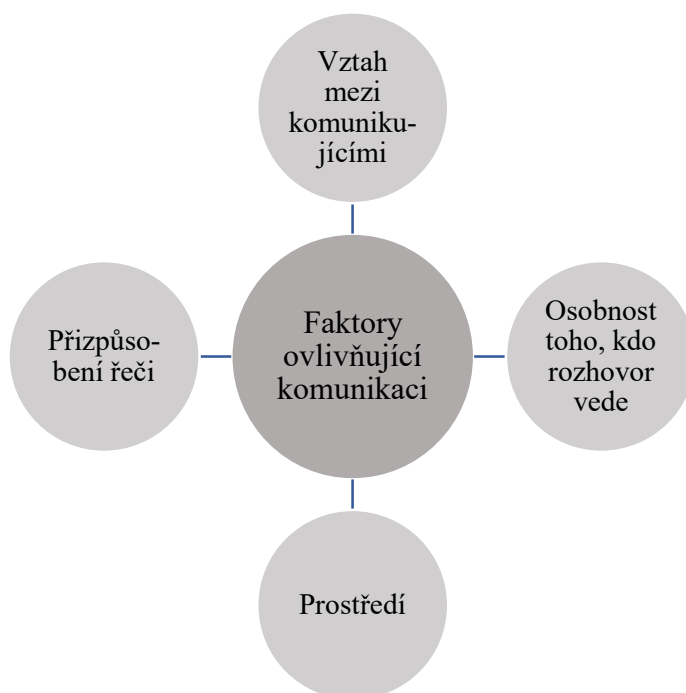 Vztah
mezi
komuniku-
jícími
Přizpůso-
bení řeči
Faktory
ovlivňující
komunikaci
Osobnost
toho, kdo
rozhovor
vede
Prostředí